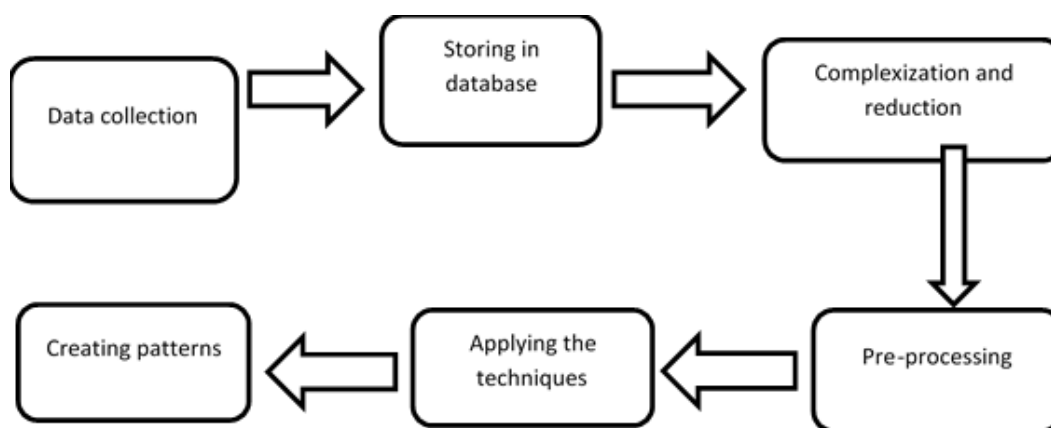 Data collection
Storing in
database
Complexization and
reduction
Pre-processing
Applying the
techniques
Creating patterns